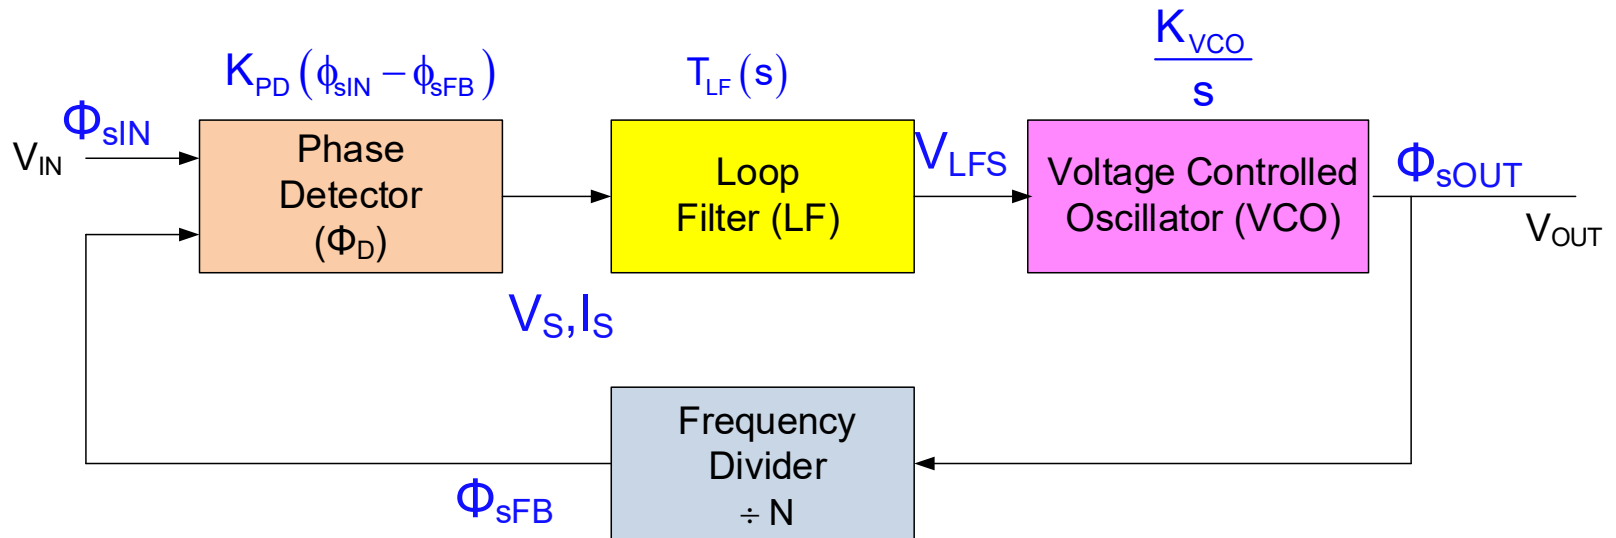 K_PD (ϕ_sIN − ϕ_sFB)
T_LF (s)
K_VCO
s
Φ_sIN
V_IN
Phase
Detector
(Φ_D)
V_S,I_S
Loop
Filter (LF)
V_LFS
Voltage Controlled
Oscillator (VCO)
Φ_sOUT
V_OUT
Frequency
Divider
÷ N
Φ_sFB